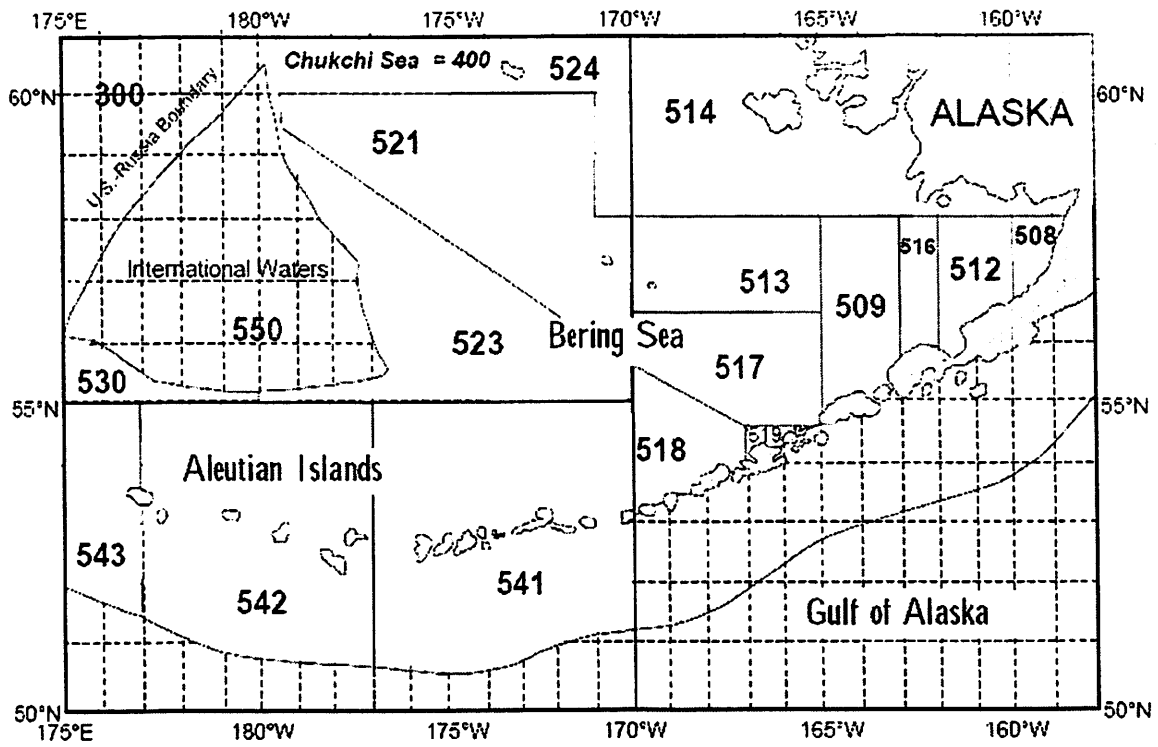 175°E 180°W 175°W 170°W 165°W 160°W
Chukchi Sea = 400
524
60°N
300
514
ALASKA
60°N
U.S.-Russia Boundary
521
508
516
512
International Waters
513
509
550
523
Bering Sea
517
530
55°N
55°N
518
519
Aleutian Islands
543
542
541
Gulf of Alaska
50°N
50°N
175°E 180°W 175°W 170°W 165°W 160°W